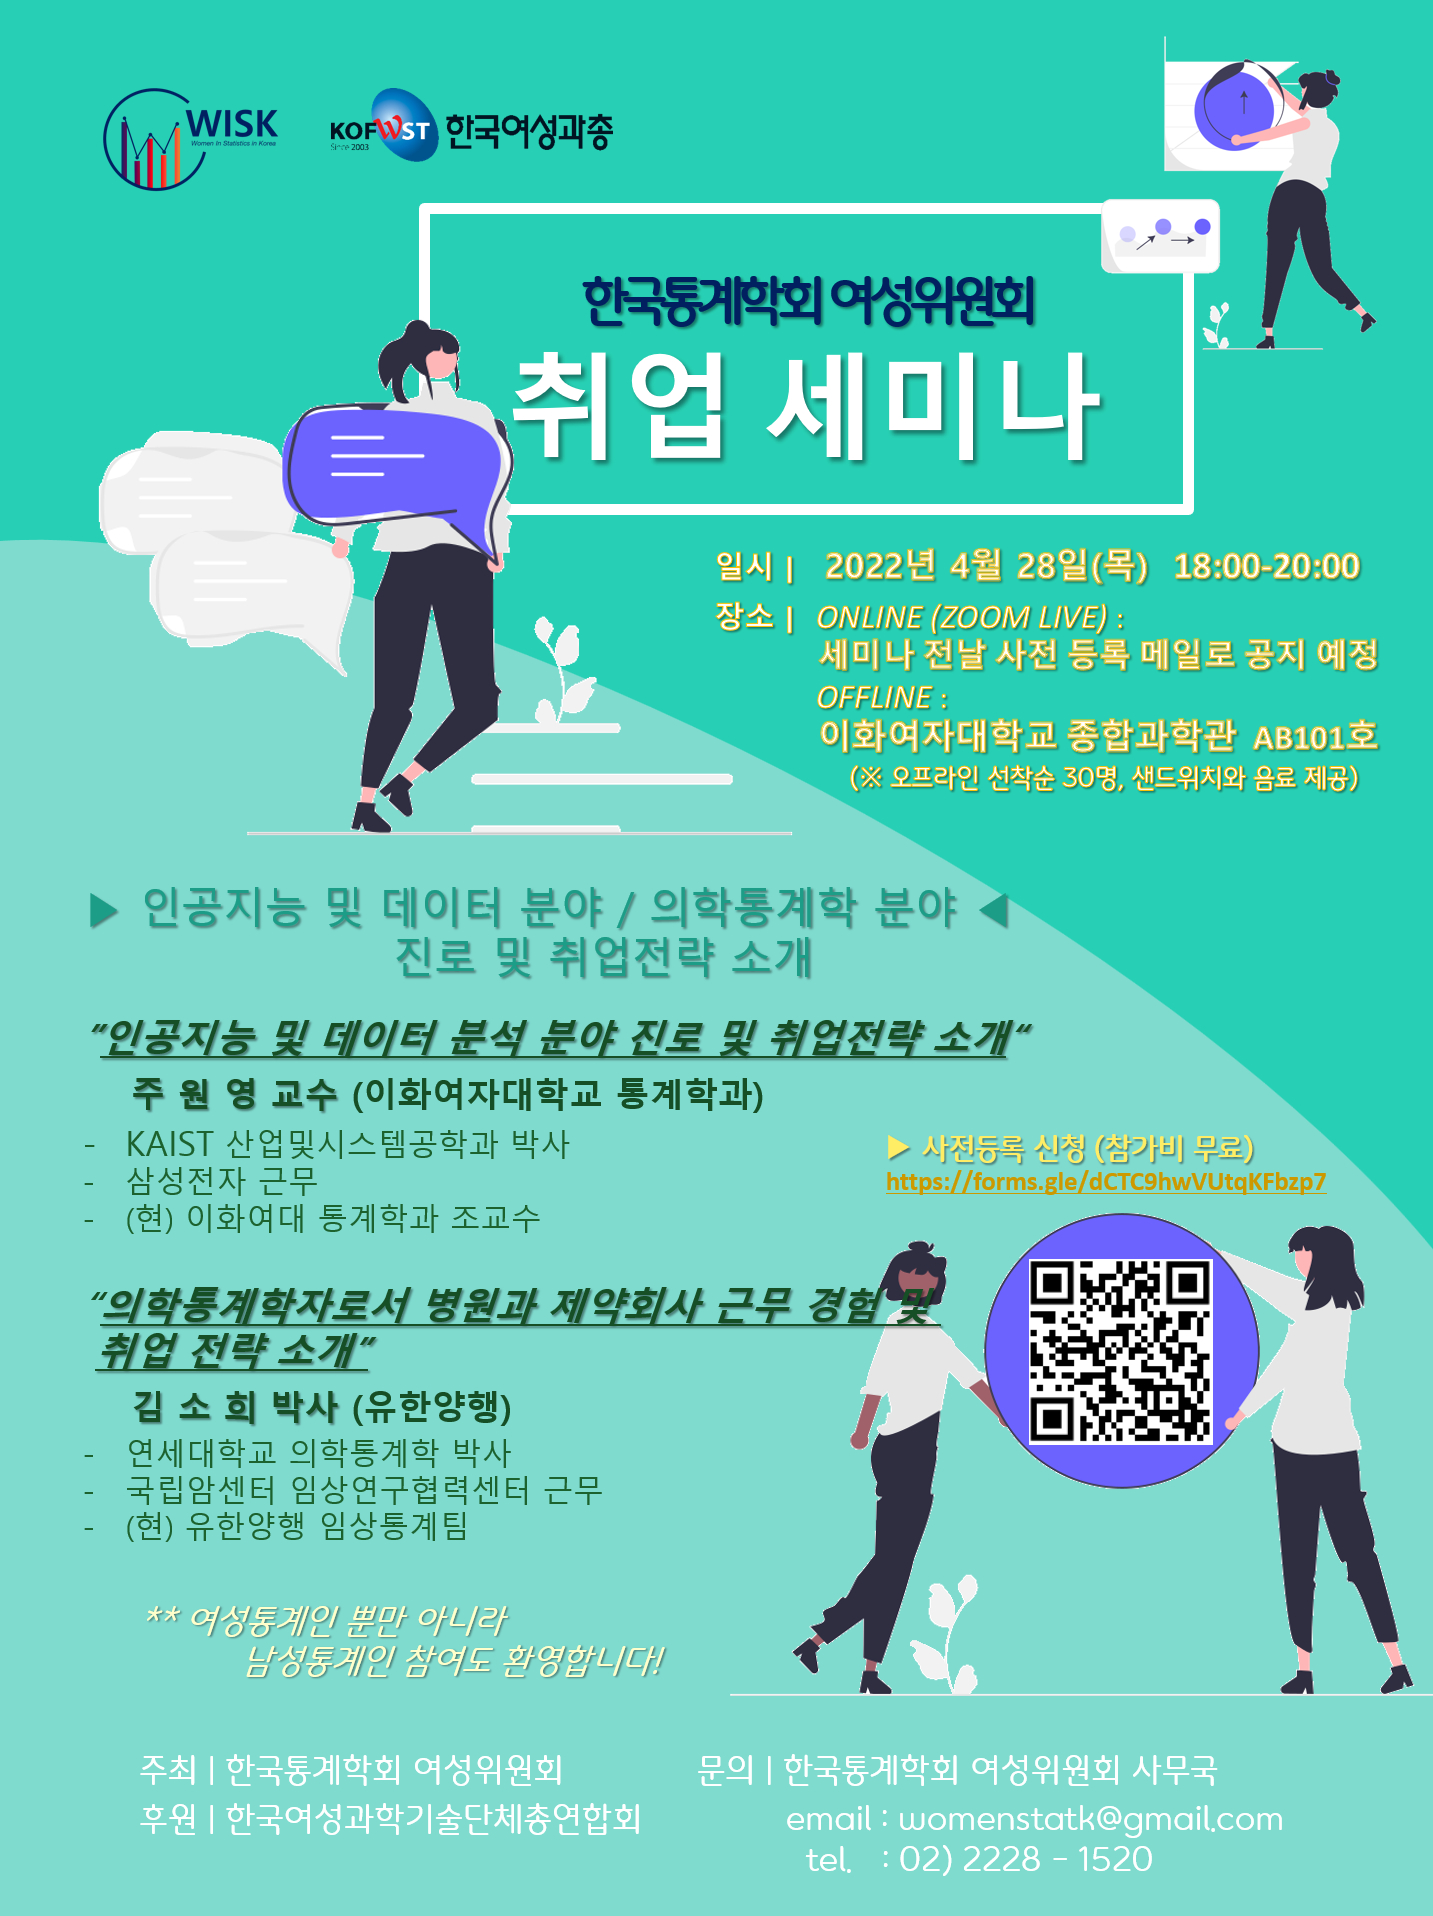 WISK
Women In Statistics in Korea
KOFWST 한국여성과총
Since 2003
한국통계학회 여성위원회
취업 세미나
일시 | 2022년 4월 28일(목) 18:00-20:00
장소 | ONLINE (ZOOM LIVE) :
세미나 전날 사전 등록 메일로 공지 예정
OFFLINE :
이화여자대학교 종합과학관 AB101호
(※ 오프라인 선착순 30명, 샌드위치와 음료 제공)
▶ 인공지능 및 데이터 분야 / 의학통계학 분야 ◀
진로 및 취업전략 소개
“인공지능 및 데이터 분석 분야 진로 및 취업전략 소개“
주 원 영 교수 (이화여자대학교 통계학과)
- KAIST 산업및시스템공학과 박사
- 삼성전자 근무
- (현) 이화여대 통계학과 조교수
▶ 사전등록 신청 (참가비 무료)
https://forms.gle/dCTC9hwVUtqKFbzp7
“의학통계학자로서 병원과 제약회사 근무 경험 및
취업 전략 소개”
김 소 희 박사 (유한양행)
- 연세대학교 의학통계학 박사
- 국립암센터 임상연구협력센터 근무
- (현) 유한양행 임상통계팀
** 여성통계인 뿐만 아니라
남성통계인 참여도 환영합니다!
주최 | 한국통계학회 여성위원회
후원 | 한국여성과학기술단체총연합회
문의 | 한국통계학회 여성위원회 사무국
email : womenstatk@gmail.com
tel. : 02) 2228 - 1520